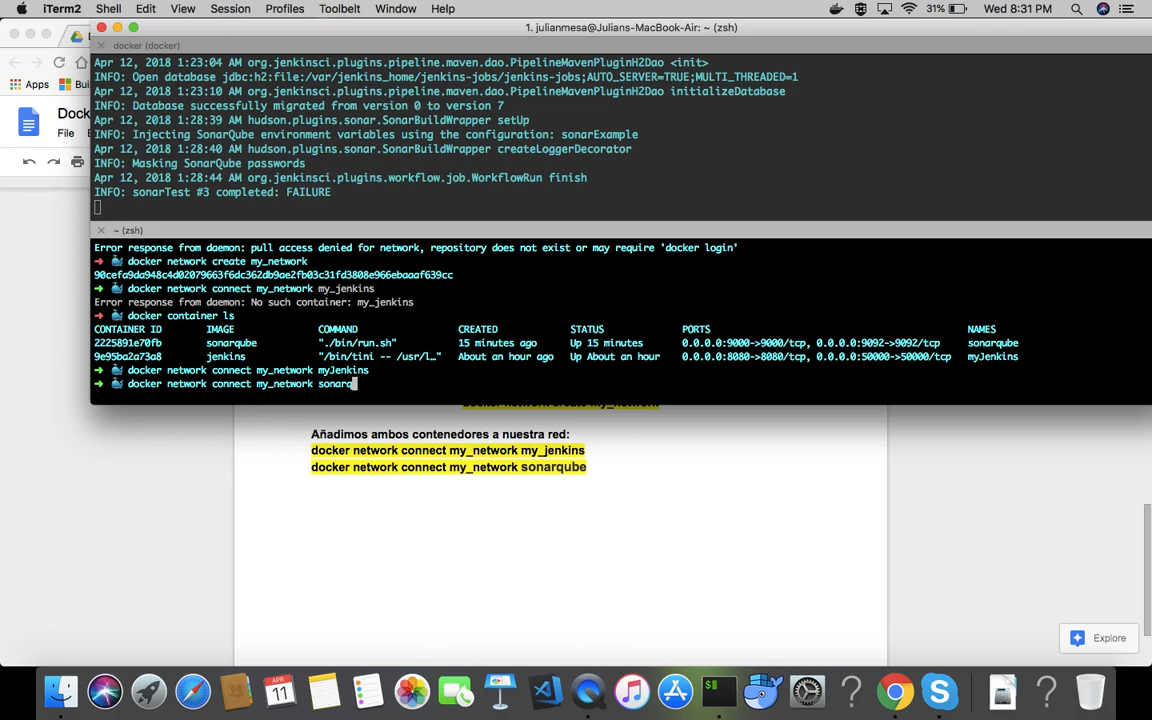 iTerm2 Shell Edit View Session Profiles Toolbelt Window Help 31% Wed 8:31 PM
1. julianmesa@Julians-MacBook-Air: ~ (zsh)
docker (docker)
Apps Bui
Dock
File
Apr 12, 2018 1:23:04 AM org.jenkinsci.plugins.pipeline.maven.dao.PipelineMavenPluginH2Dao <init>
INFO: Open database jdbc:h2:file:/var/jenkins_home/jenkins-jobs/jenkins-jobs;AUTO_SERVER=TRUE;MULTI_THREADED=1
Apr 12, 2018 1:23:10 AM org.jenkinsci.plugins.pipeline.maven.dao.PipelineMavenPluginH2Dao initializeDatabase
INFO: Database successfully migrated from version 0 to version 7
Apr 12, 2018 1:28:39 AM hudson.plugins.sonar.SonarBuildWrapper setUp
INFO: Injecting SonarQube environment variables using the configuration: sonarExample
Apr 12, 2018 1:28:40 AM hudson.plugins.sonar.SonarBuildWrapper createLoggerDecorator
INFO: Masking SonarQube passwords
Apr 12, 2018 1:28:44 AM org.jenkinsci.plugins.workflow.job.WorkflowRun finish
INFO: sonarTest #3 completed: FAILURE
~ (zsh)
Error response from daemon: pull access denied for network, repository does not exist or may require 'docker login'
➜ 🐳 docker network create my_network
90cefa9da948c4d02079663f6dc362db9ae2fb03c31fd3808e966ebaaaf639cc
➜ 🐳 docker network connect my_network my_jenkins
Error response from daemon: No such container: my_jenkins
➜ 🐳 docker container ls
CONTAINER ID IMAGE COMMAND CREATED STATUS PORTS NAMES
2225891e70fb sonarqube "./bin/run.sh" 15 minutes ago Up 15 minutes 0.0.0.0:9000->9000/tcp, 0.0.0.0:9092->9092/tcp sonarqube
9e95ba2a73a8 jenkins "/bin/tini -- /usr/l…" About an hour ago Up About an hour 0.0.0.0:8080->8080/tcp, 0.0.0.0:50000->50000/tcp myJenkins
➜ 🐳 docker network connect my_network myJenkins
➜ 🐳 docker network connect my_network sonarq
docker network create my_network
Añadimos ambos contenedores a nuestra red:
docker network connect my_network my_jenkins
docker network connect my_network sonarqube
Explore
APR
11